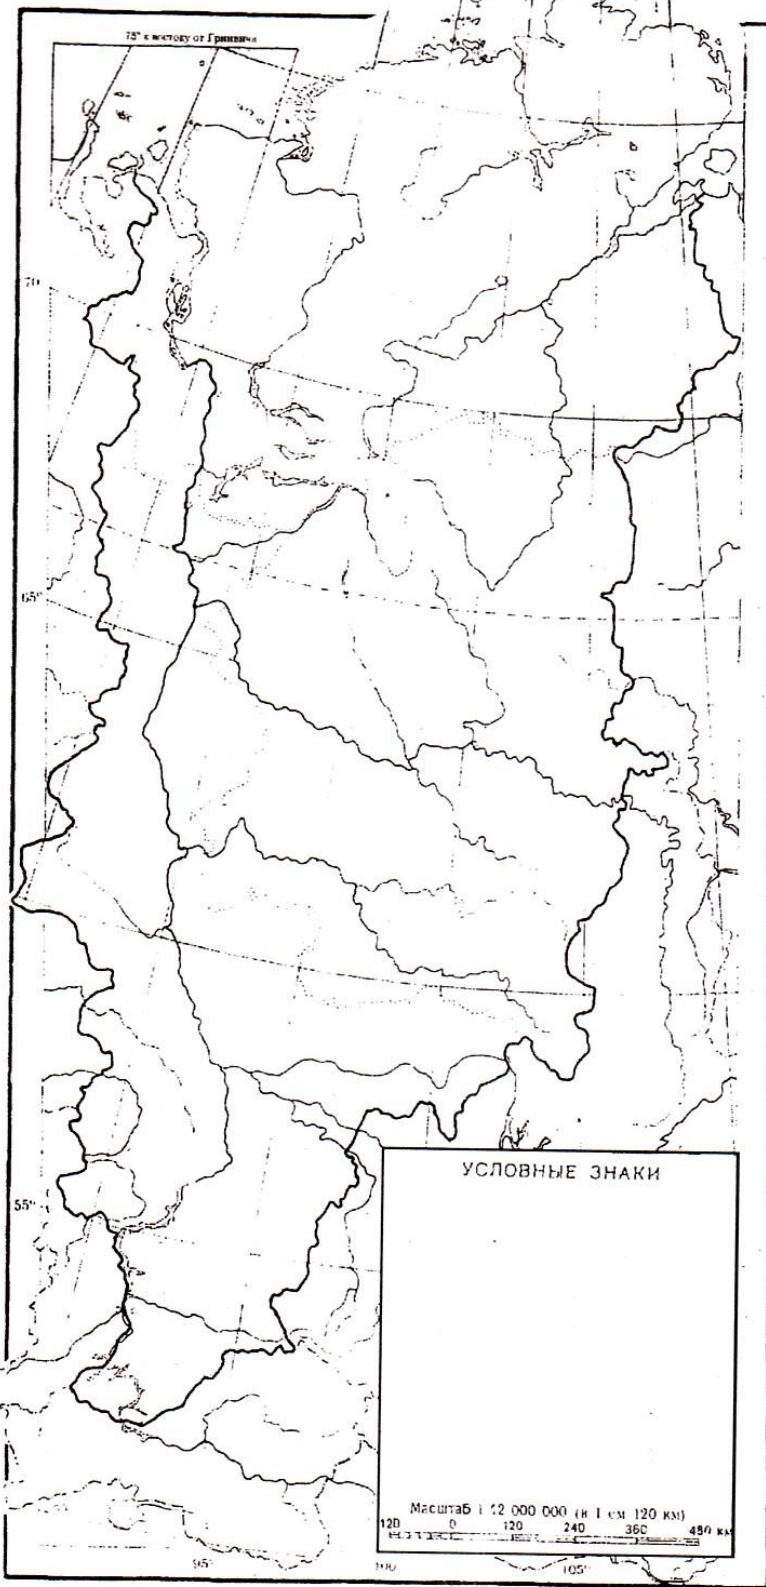 75° к востоку от Гринвича
70
65°
55°
УСЛОВНЫЕ ЗНАКИ
Масштаб 1 12 000 000 (в 1 см 120 км)
120 0 120 240 360 480 км
95° 100 105°